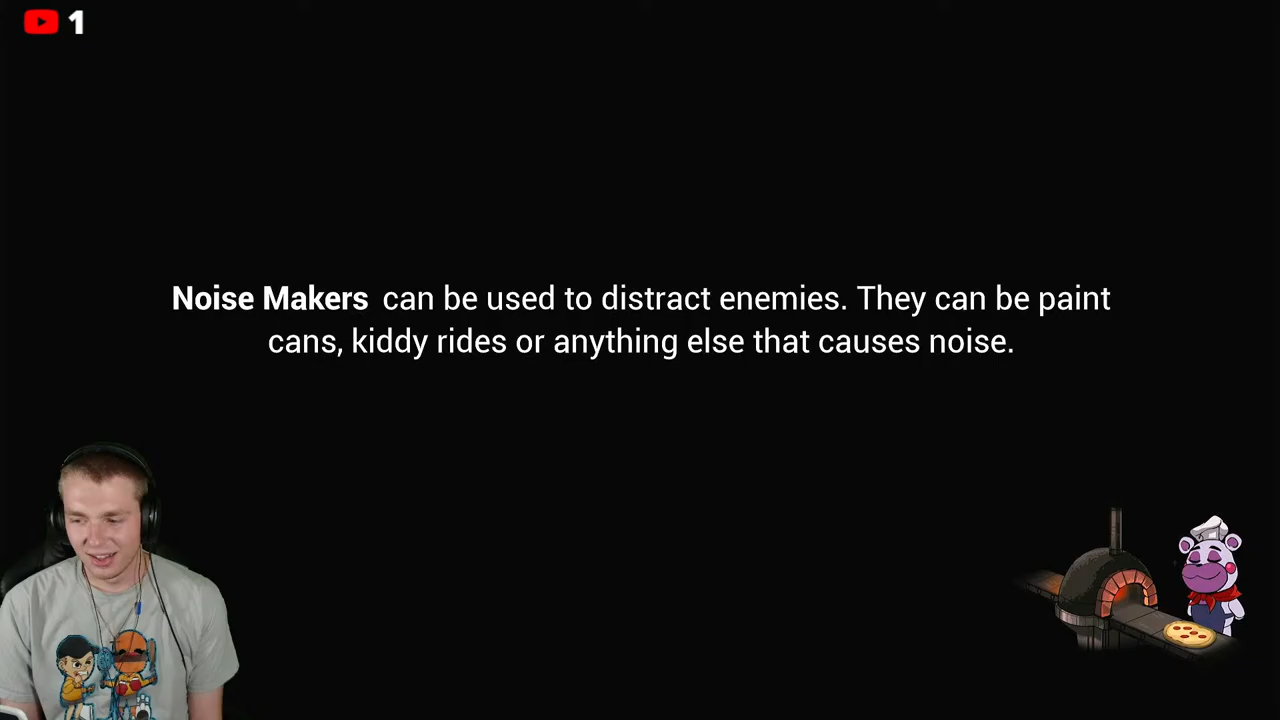 1
Noise Makers can be used to distract enemies. They can be paint
cans, kiddy rides or anything else that causes noise.